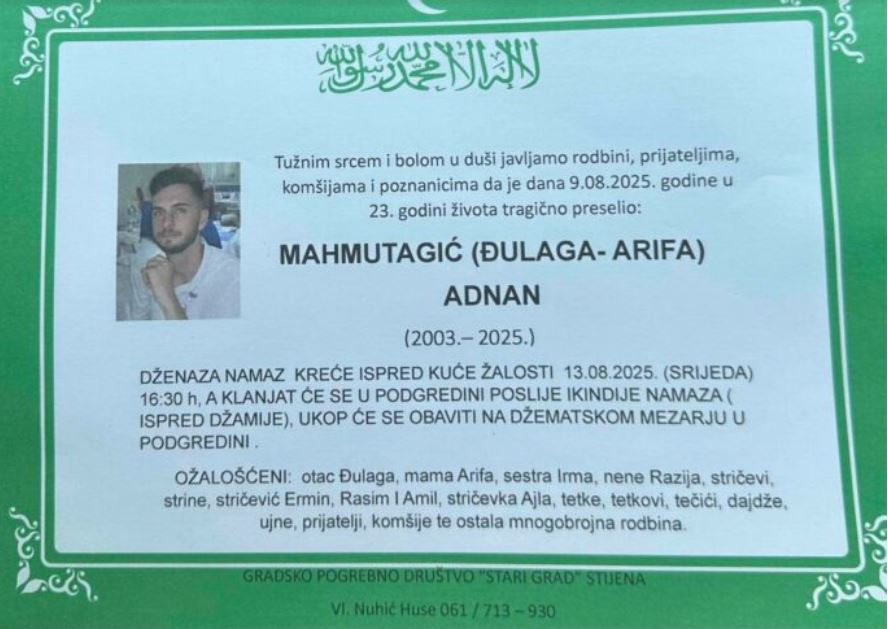 لا إله إلا الله محمد رسول الله
Tužnim srcem i bolom u duši javljamo rodbini, prijateljima,
komšijama i poznanicima da je dana 9.08.2025. godine u
23. godini života tragično preselio:
MAHMUTAGIĆ (ĐULAGA- ARIFA)
ADNAN
(2003.– 2025.)
DŽENAZA NAMAZ KREĆE ISPRED KUĆE ŽALOSTI 13.08.2025. (SRIJEDA)
16:30 h, A KLANJAT ĆE SE U PODGREDINI POSLIJE IKINDIJE NAMAZA (
ISPRED DŽAMIJE), UKOP ĆE SE OBAVITI NA DŽEMATSKOM MEZARJU U
PODGREDINI .
OŽALOŠĆENI: otac Đulaga, mama Arifa, sestra Irma, nene Razija, stričevi,
strine, stričević Ermin, Rasim I Amil, stričevka Ajla, tetke, tetkovi, tečići, dajdže,
ujne, prijatelji, komšije te ostala mnogobrojna rodbina.
GRADSKO POGREBNO DRUŠTVO "STARI GRAD" STIJENA
Vl. Nuhić Huse 061 / 713 – 930